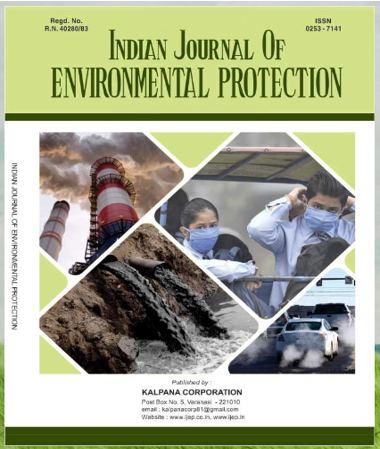 Regd. No.
R.N. 40280/83
ISSN
0253 - 7141
INDIAN JOURNAL OF
ENVIRONMENTAL PROTECTION
INDIAN JOURNAL OF ENVIRONMENTAL PROTECTION
Published by :
KALPANA CORPORATION
Post Box No. 5, Varanasi - 221010
email : kalpanacorp81@gmail.com
Website : www.ijep.co.in, www.ijep.in